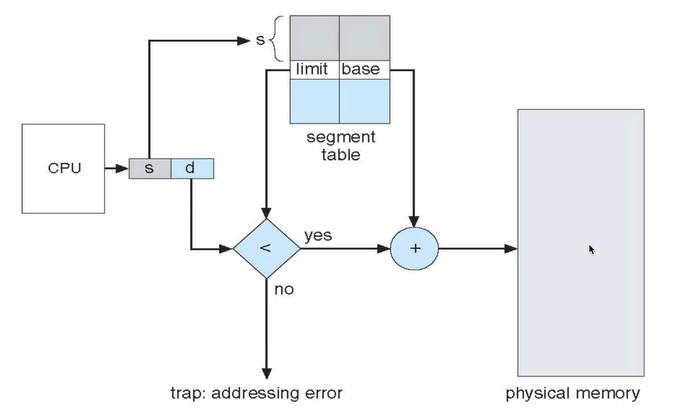 s
limit base
segment
table
CPU
s d
< yes +
no
trap: addressing error
physical memory